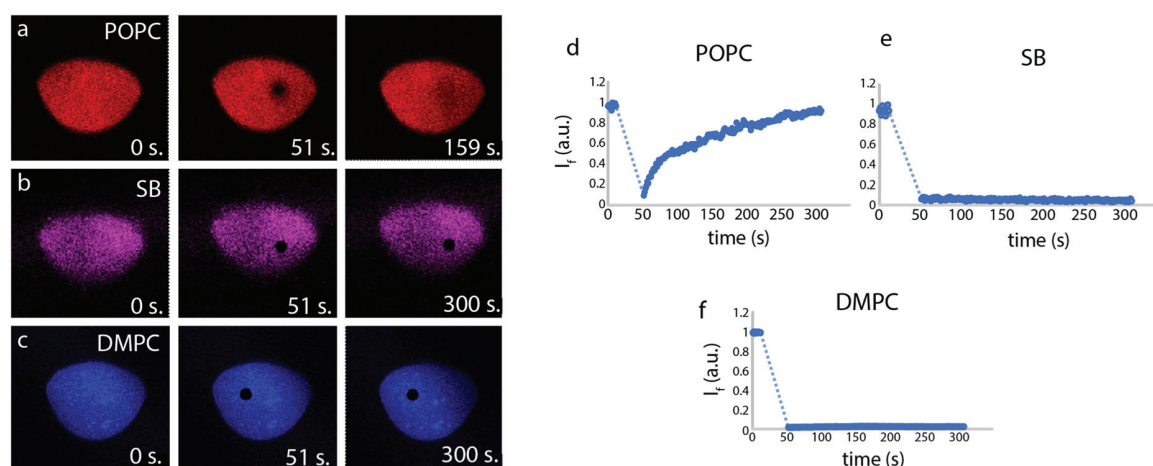 a POPC
0 s. 51 s. 159 s.
b SB
0 s. 51 s. 300 s.
c DMPC
0 s. 51 s. 300 s.
d POPC
1.2
1
0.8
0.6
0.4
0.2
0
I_f (a.u.)
0 50 100 150 200 250 300
time (s)
e SB
1.2
1
0.8
0.6
0.4
0.2
0
0 50 100 150 200 250 300
time (s)
f DMPC
1.2
1
0.8
0.6
0.4
0.2
0
I_f (a.u.)
0 50 100 150 200 250 300
time (s)